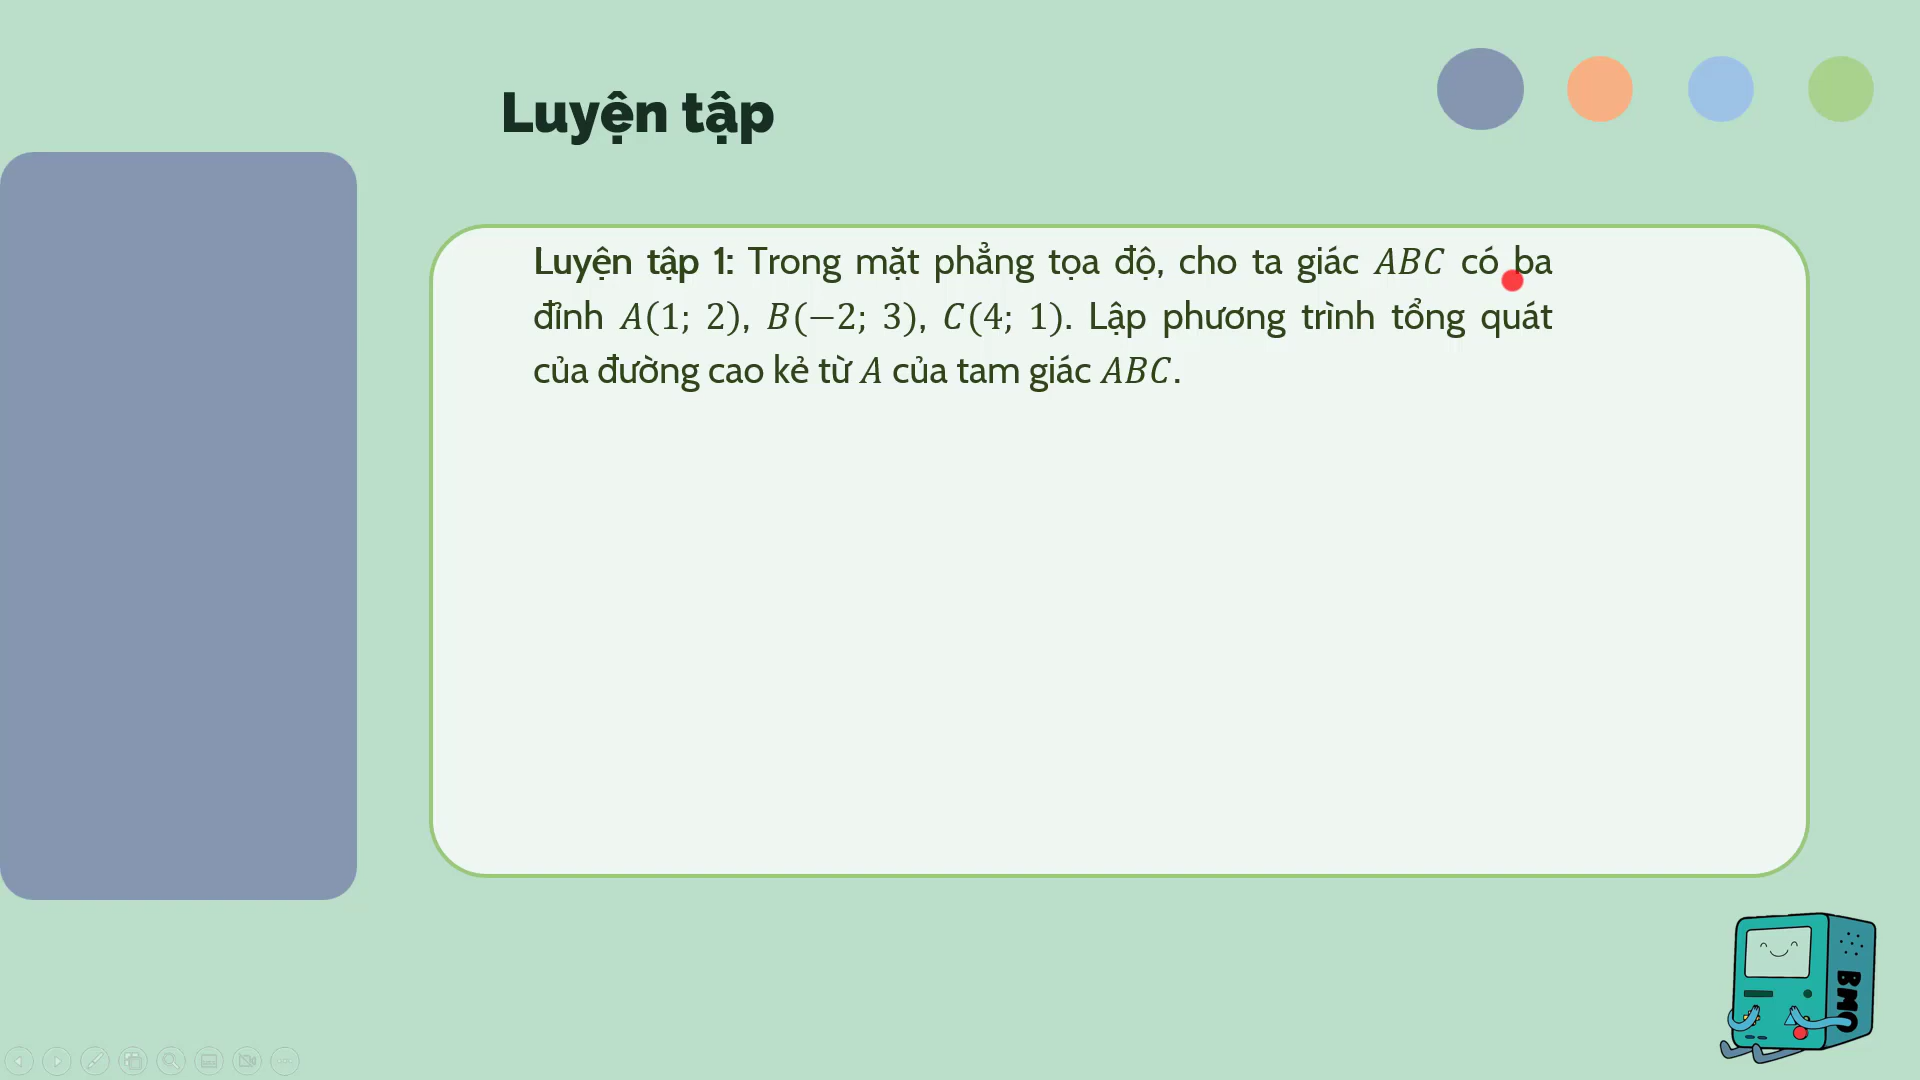 Luyện tập
Luyện tập 1: Trong mặt phẳng tọa độ, cho ta giác ABC có ba
đỉnh A(1; 2), B(−2; 3), C(4; 1). Lập phương trình tổng quát
của đường cao kẻ từ A của tam giác ABC.
BMO